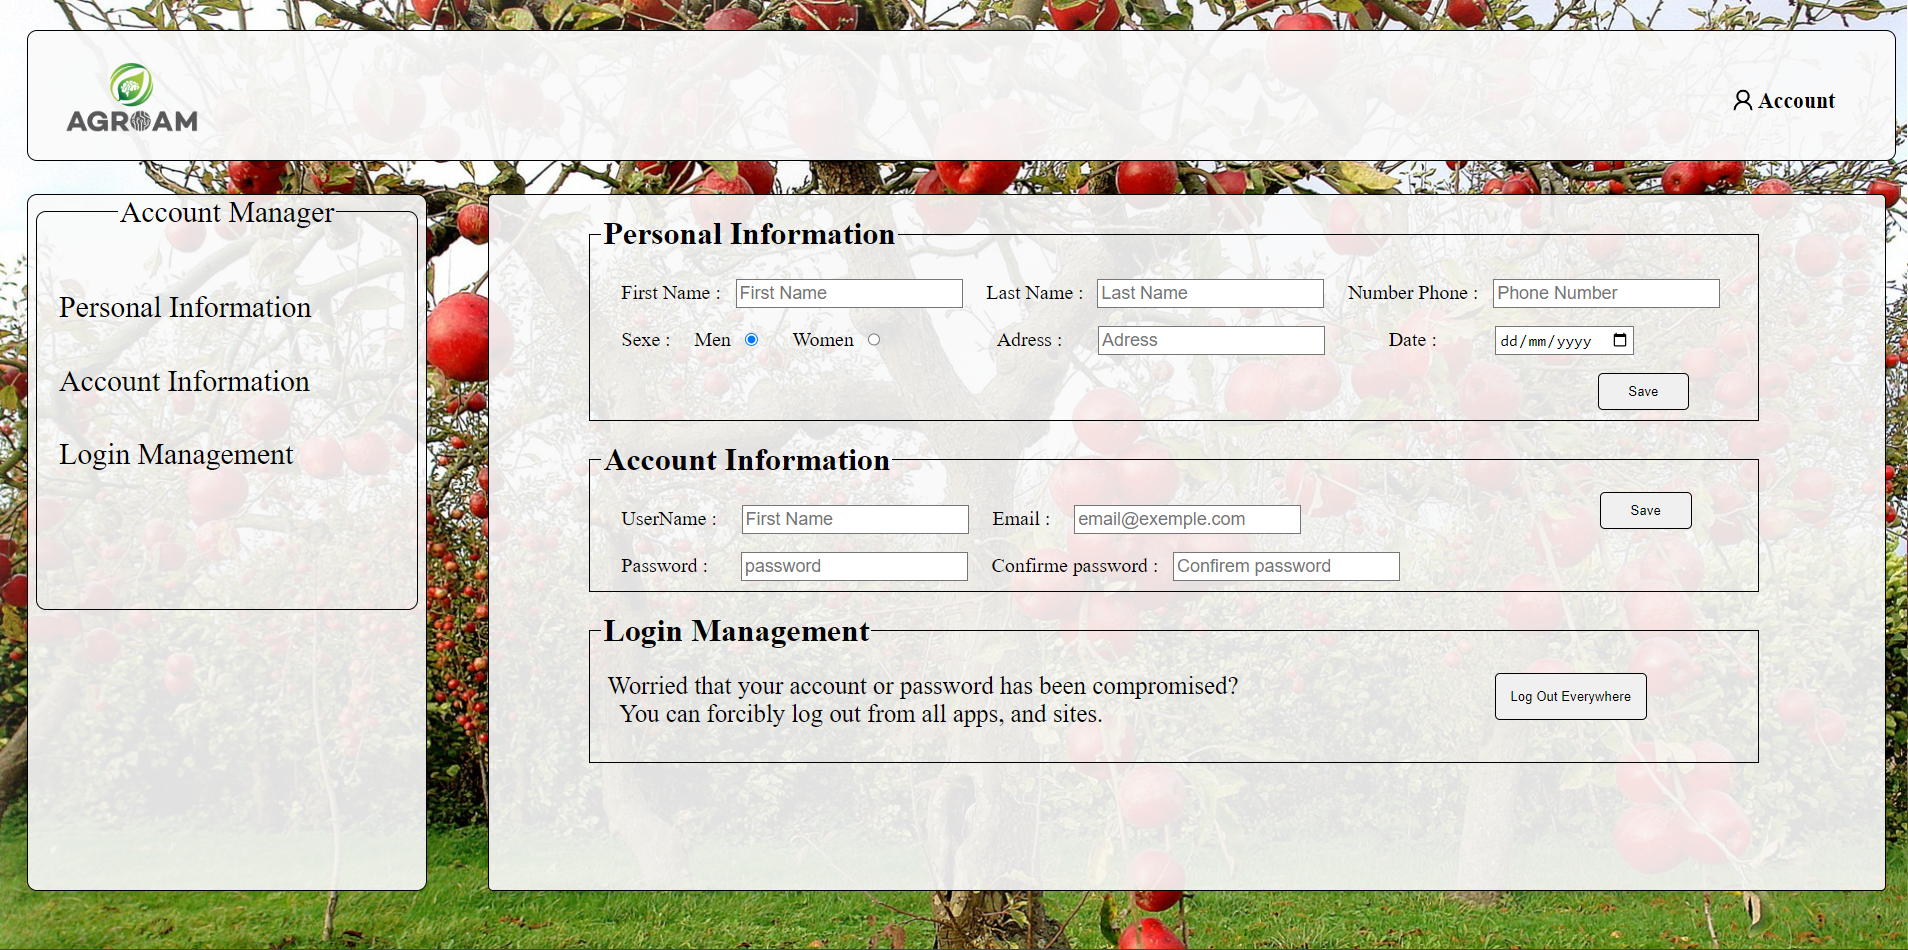 AGROAM
Account
Account Manager
Personal Information
Account Information
Login Management
Personal Information
First Name : First Name Last Name : Last Name Number Phone : Phone Number
Sexe : Men Women Adress : Adress Date : dd/mm/yyyy
Save
Account Information
UserName : First Name Email : email@exemple.com Save
Password : password Confirme password : Confirem password
Login Management
Worried that your account or password has been compromised?
You can forcibly log out from all apps, and sites.
Log Out Everywhere